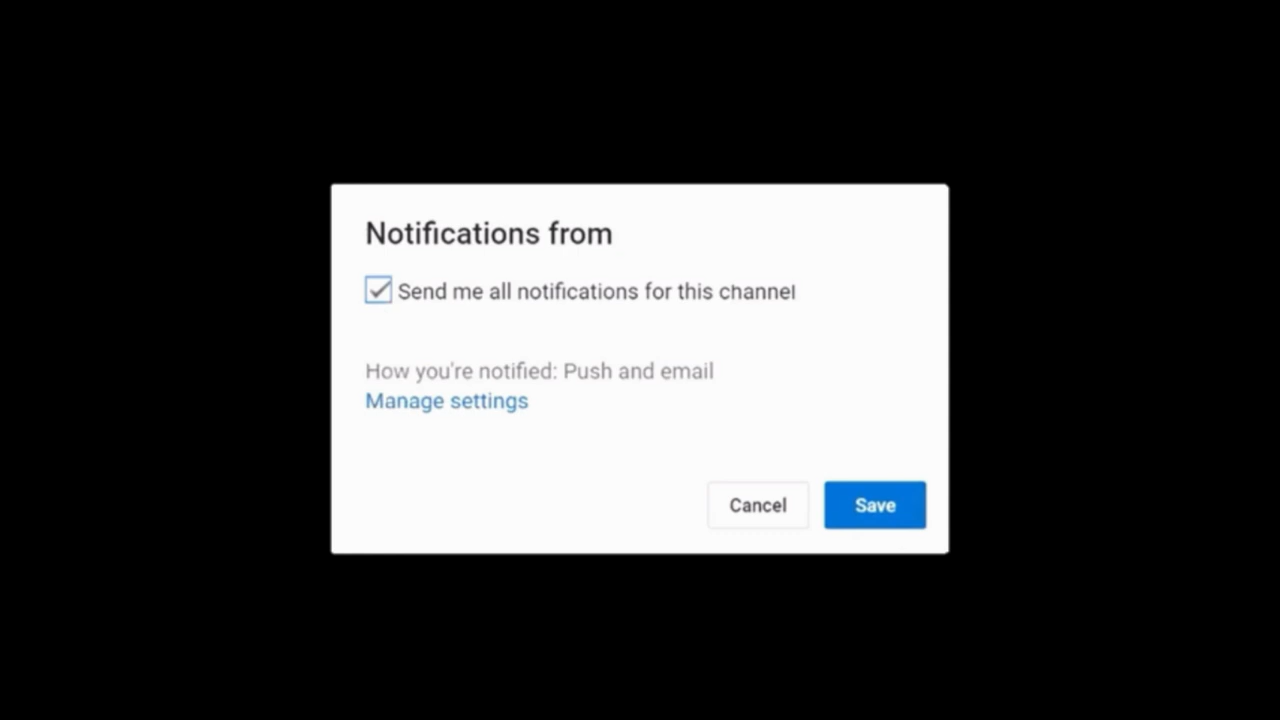 Notifications from
Send me all notifications for this channel
How you're notified: Push and email
Manage settings
Cancel Save